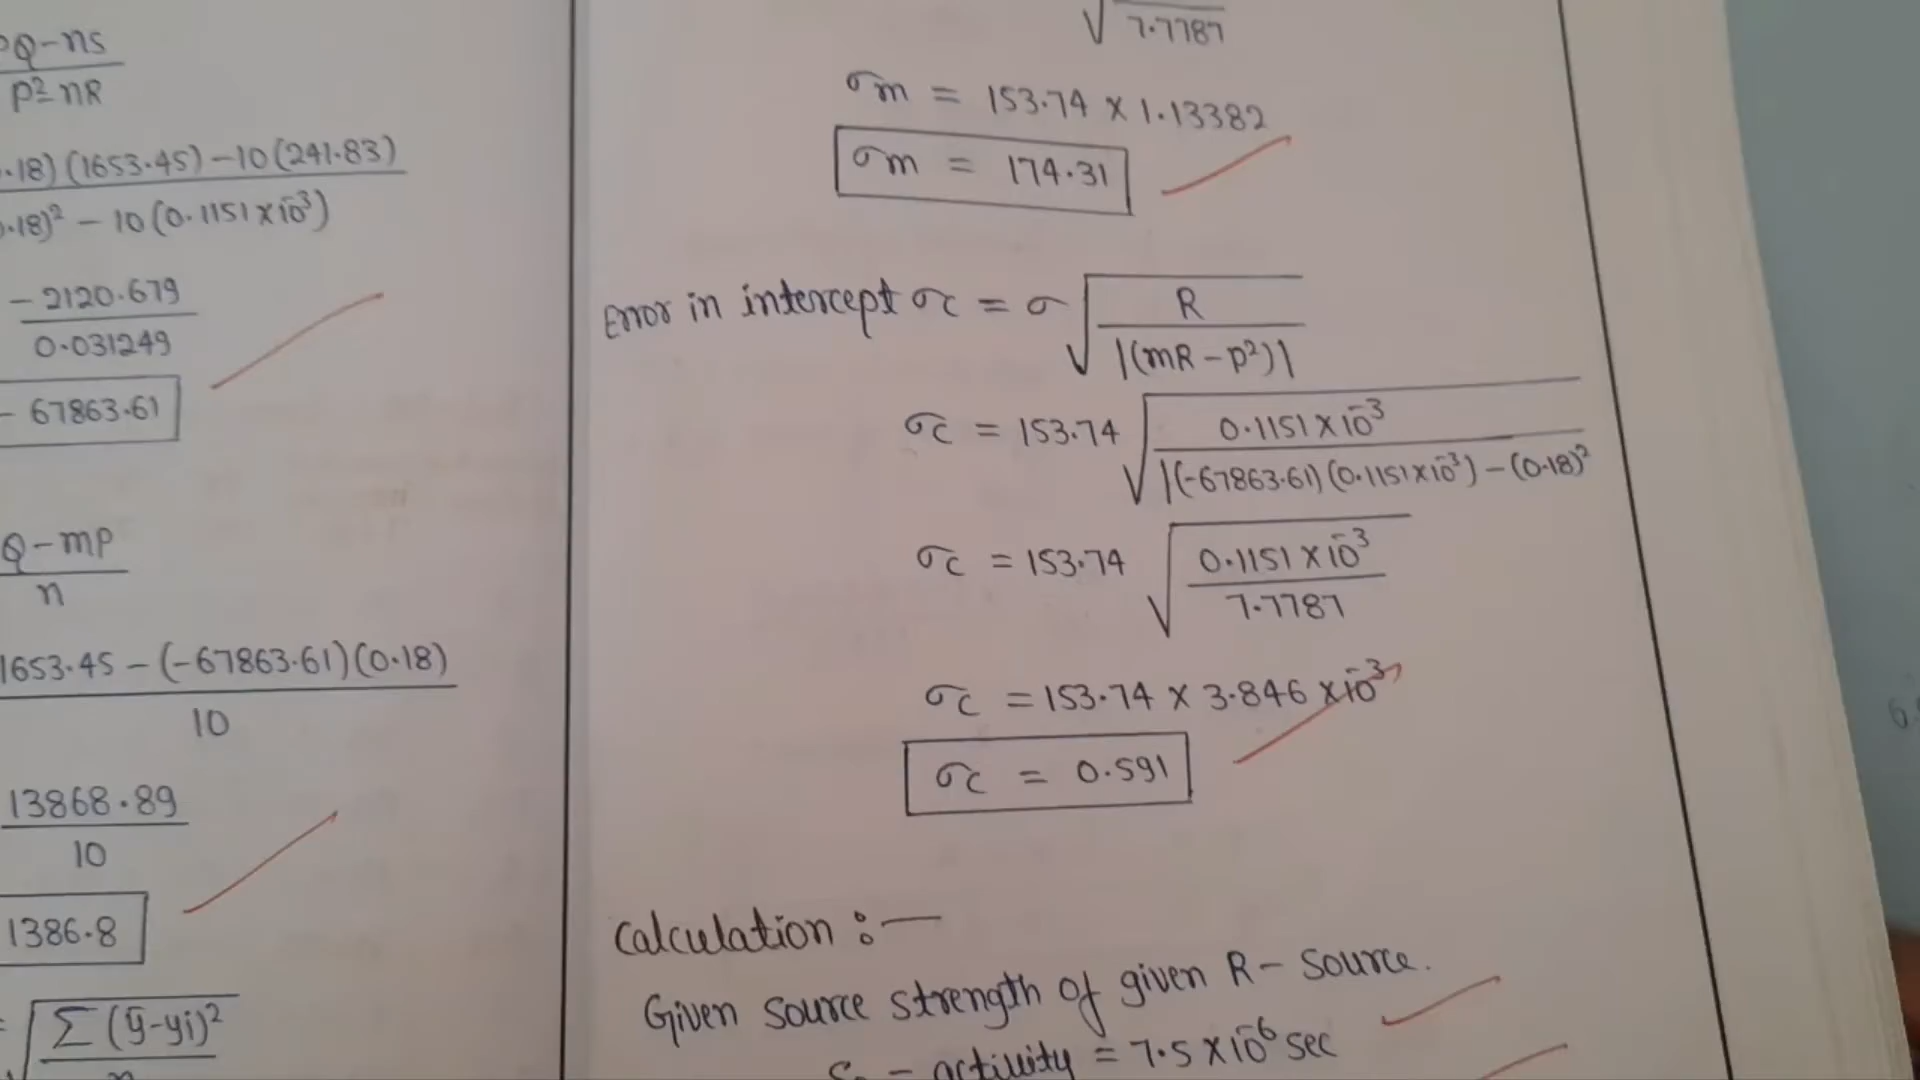 Q-ns
p²-nR
.18)(1653.45)-10(241.83)
.18)² - 10(0.1151×10⁻³)
- 2120.679
0.031249
- 67863.61
Q-mp
n
1653.45-(-67863.61)(0.18)
10
13868.89
10
1386.8
√Σ(ȳ-yi)²
√7.7787
σm = 153.74 × 1.13382
σm = 174.31
Error in intercept σc = σ √R
|(mR-p²)|
σc = 153.74 √0.1151×10⁻³
|(-67863.61)(0.1151×10⁻³)-(0.18)²
σc = 153.74 √0.1151×10⁻³
7.7787
σc = 153.74 × 3.846 ×10⁻³
σc = 0.591
Calculation :—
Given source strength of given R- source.
- activity = 7.5×10⁻⁶ sec